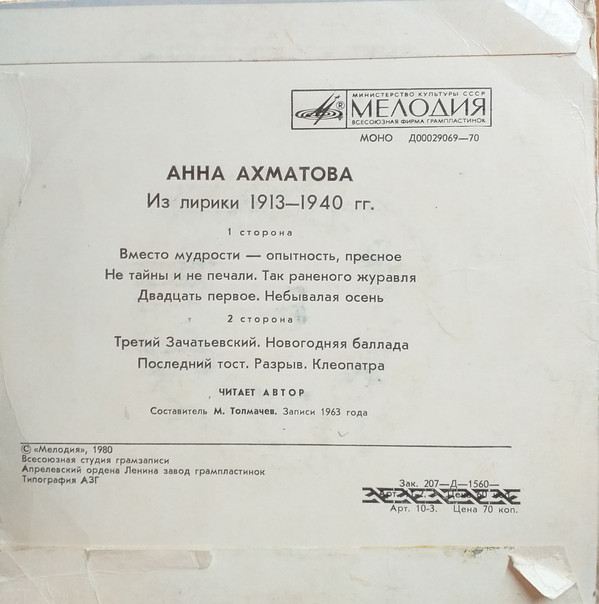 МИНИСТЕРСТВО КУЛЬТУРЫ СССР
® МЕЛОДИЯ
ВСЕСОЮЗНАЯ ФИРМА ГРАМПЛАСТИНОК
МОНО Д00029069—70
АННА АХМАТОВА
Из лирики 1913—1940 гг.
1 сторона
Вместо мудрости — опытность, пресное
Не тайны и не печали. Так раненого журавля
Двадцать первое. Небывалая осень
2 сторона
Третий Зачатьевский. Новогодняя баллада
Последний тост. Разрыв. Клеопатра
ЧИТАЕТ АВТОР
Составитель М. Толмачев. Записи 1963 года
© «Мелодия», 1980
Всесоюзная студия грамзаписи
Апрелевский ордена Ленина завод грампластинок
Типография АЗГ
Зак. 207—Д—1560—
Арт. 10-3. Цена 70 коп.